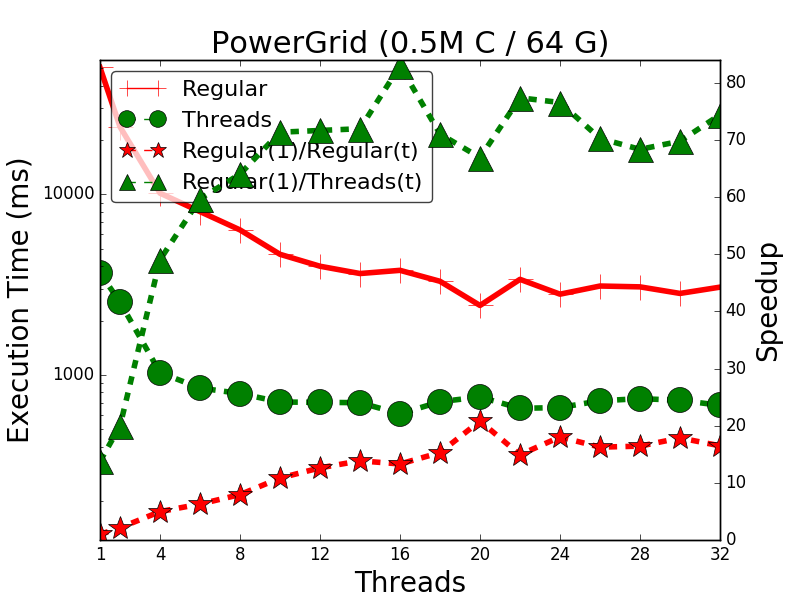 PowerGrid (0.5M C / 64 G)
Regular
Threads
Regular(1)/Regular(t)
Regular(1)/Threads(t)
Execution Time (ms)
10000
1000
Speedup
80
70
60
50
40
30
20
10
0
1 4 8 12 16 20 24 28 32
Threads